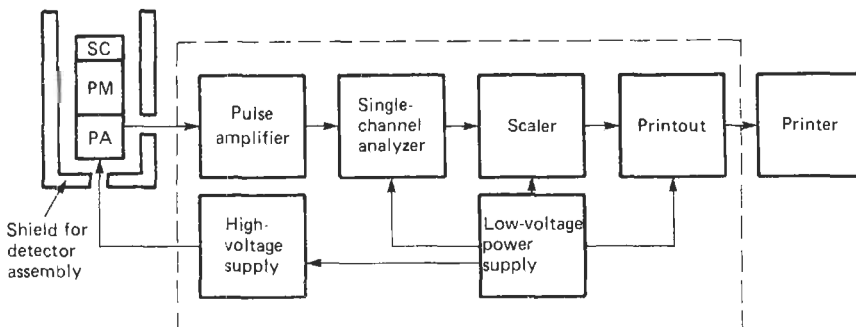 SC
PM
PA
Pulse
amplifier
Single-
channel
analyzer
Scaler
Printout
Printer
Shield for
detector
assembly
High-
voltage
supply
Low-voltage
power
supply